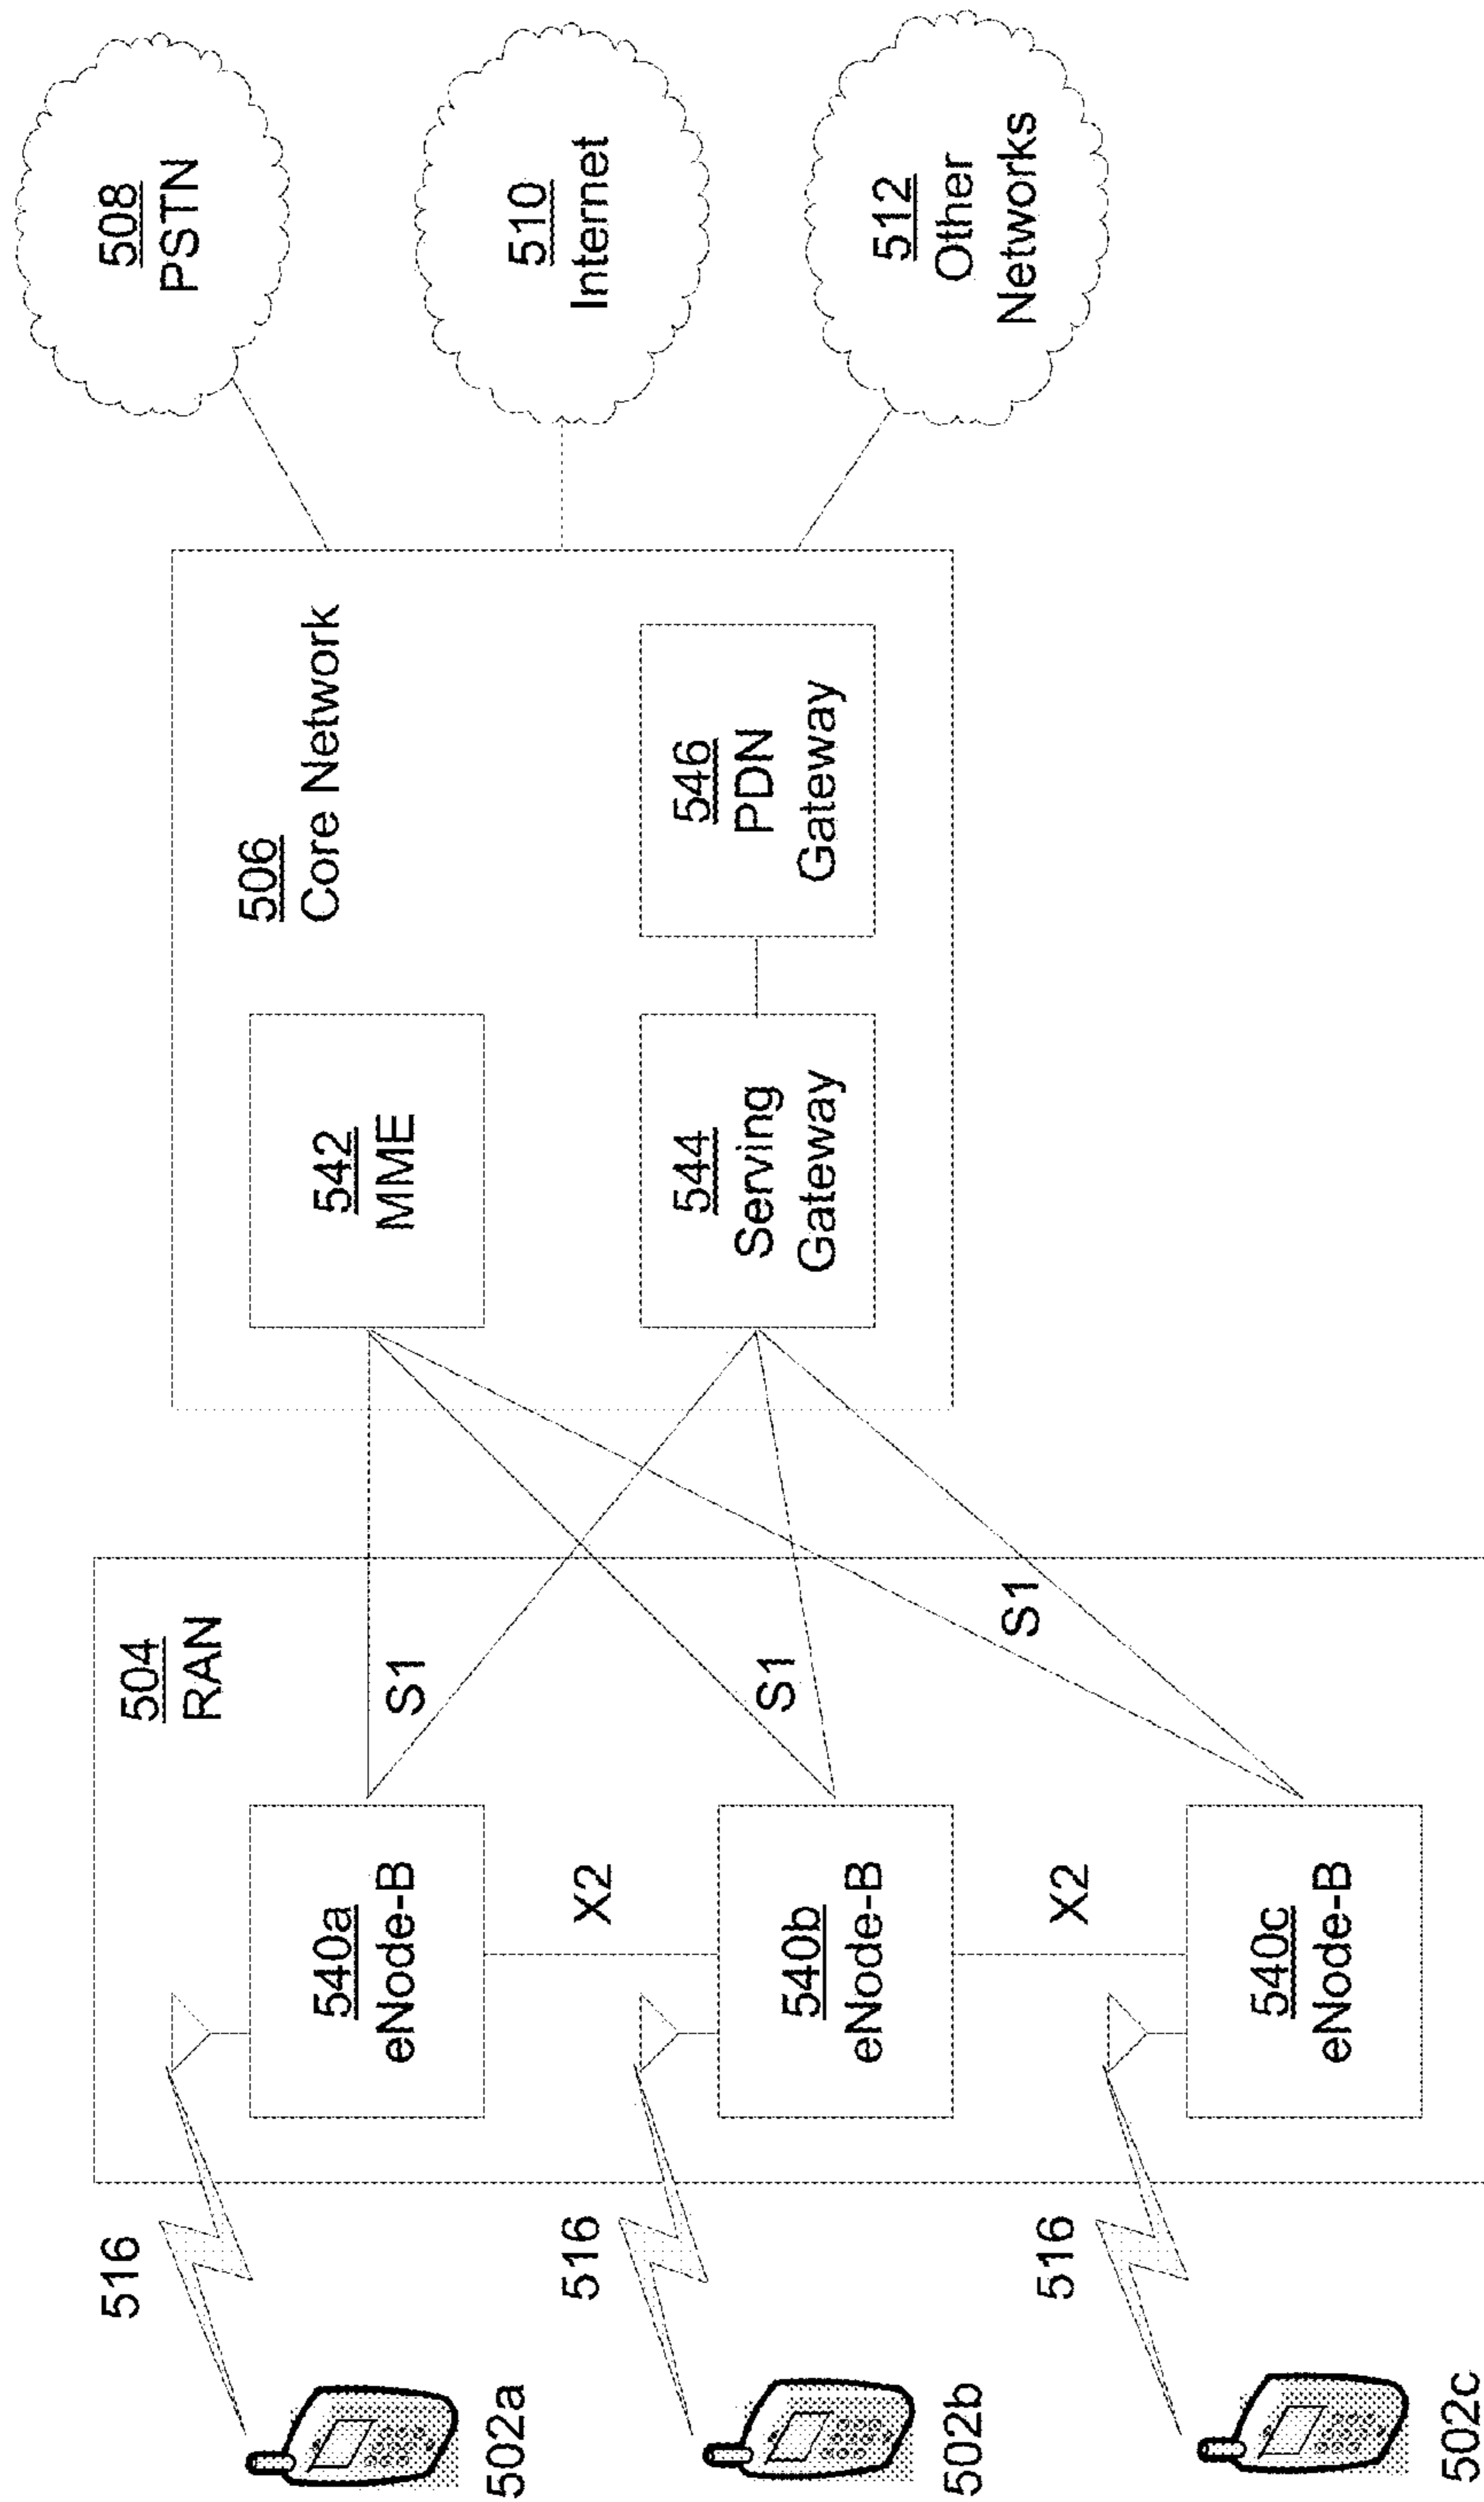 504
RAN
506
Core Network
508
PSTN
516
540a
eNode-B
S1
542
MME
502a
X2
510
Internet
516
540b
eNode-B
S1
544
Serving
Gateway
546
PDN
Gateway
502b
X2
512
Other
Networks
516
540c
eNode-B
S1
502c